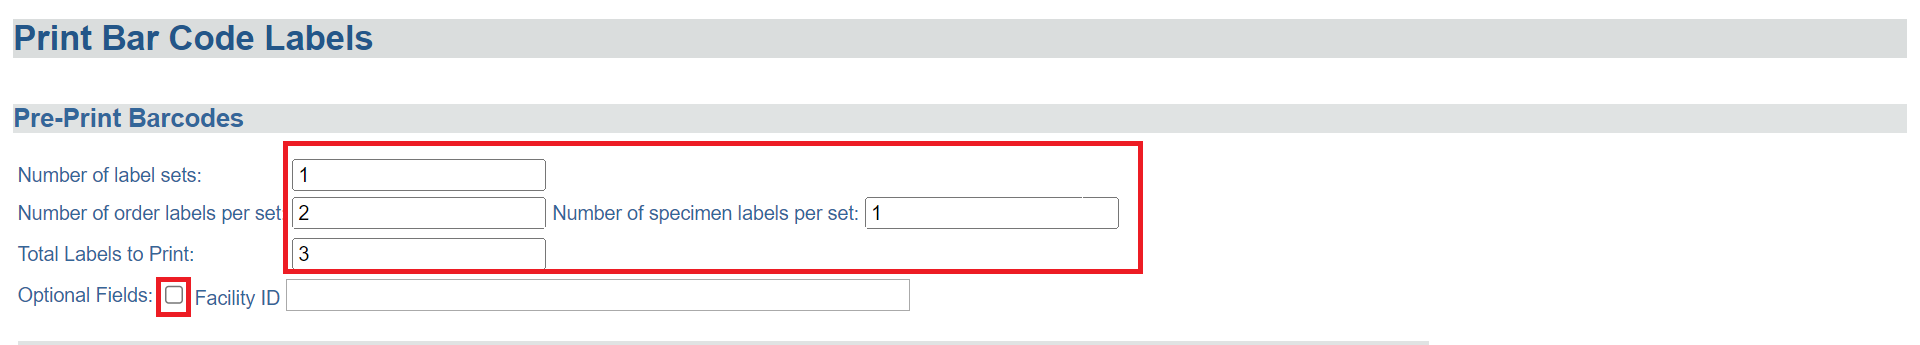 Print Bar Code Labels
Pre-Print Barcodes
Number of label sets: 1
Number of order labels per set 2 Number of specimen labels per set: 1
Total Labels to Print: 3
Optional Fields: Facility ID